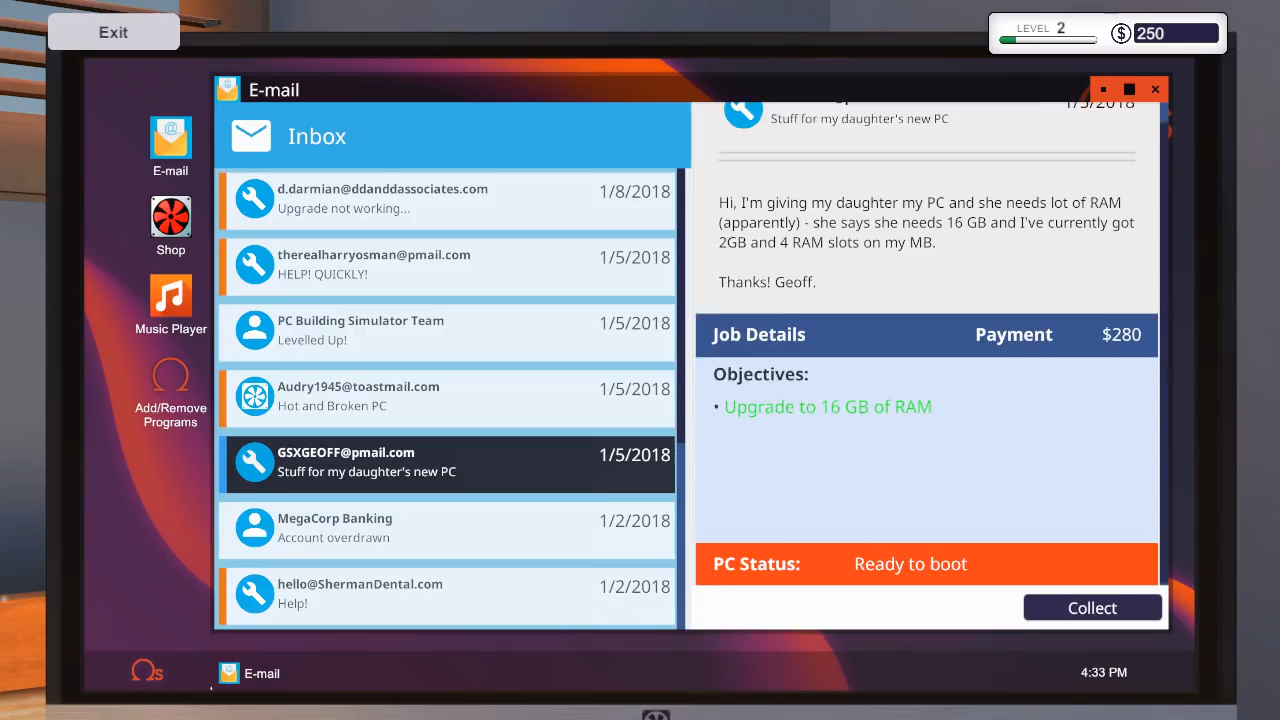 Exit
LEVEL 2
$ 250
E-mail
Inbox
E-mail
Shop
Music Player
Add/Remove
Programs
d.darmian@ddanddassociates.com
1/8/2018
Upgrade not working...
therealharryosman@pmail.com
1/5/2018
HELP! QUICKLY!
PC Building Simulator Team
1/5/2018
Levelled Up!
Audry1945@toastmail.com
1/5/2018
Hot and Broken PC
GSXGEOFF@pmail.com
1/5/2018
Stuff for my daughter's new PC
MegaCorp Banking
1/2/2018
Account overdrawn
hello@ShermanDental.com
1/2/2018
Help!
1/5/2018
Stuff for my daughter's new PC
Hi, I'm giving my daughter my PC and she needs lot of RAM
(apparently) - she says she needs 16 GB and I've currently got
2GB and 4 RAM slots on my MB.
Thanks! Geoff.
Job Details
Payment
$280
Objectives:
• Upgrade to 16 GB of RAM
PC Status:
Ready to boot
Collect
Ωs
E-mail
4:33 PM